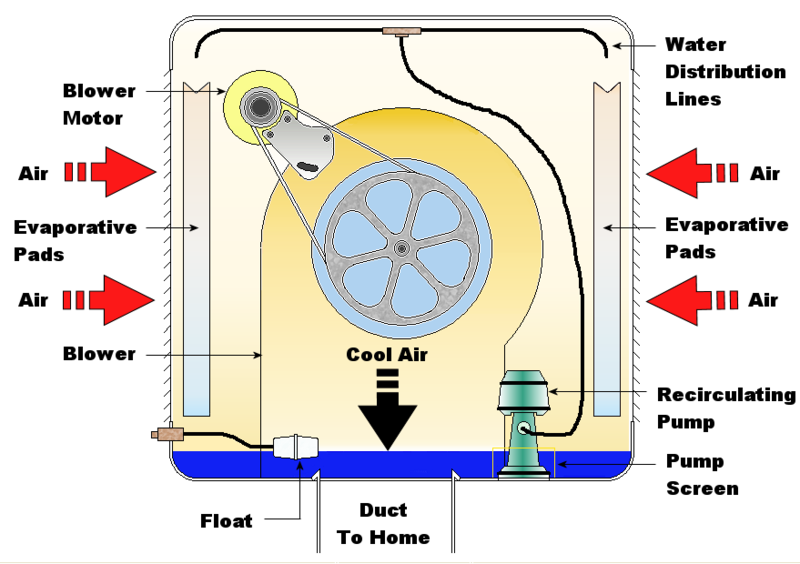 Water
Distribution
Lines
Blower
Motor
Air
Air
Evaporative
Pads
Evaporative
Pads
Air
Air
Blower
Cool Air
Recirculating
Pump
Pump
Screen
Float
Duct
To Home